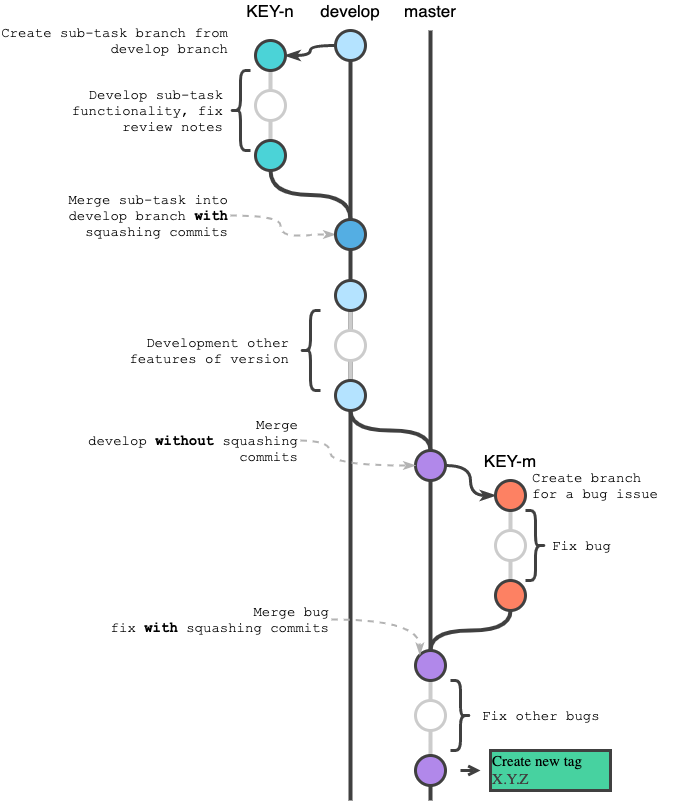 KEY-n develop master
Create sub-task branch from
develop branch
Develop sub-task
functionality, fix
review notes
Merge sub-task into
develop branch with
squashing commits
Development other
features of version
Merge
develop without squashing
commits
KEY-m
Create branch
for a bug issue
Fix bug
Merge bug
fix with squashing commits
Fix other bugs
Create new tag
X.Y.Z